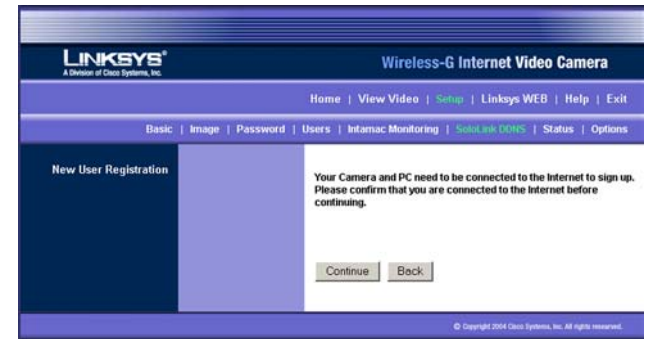 LINKSYS®
A Division of Cisco Systems, Inc.
Wireless-G Internet Video Camera
Home | View Video | Setup | Linksys WEB | Help | Exit
Basic | Image | Password | Users | Intamac Monitoring | SoloLink DDNS | Status | Options
New User Registration
Your Camera and PC need to be connected to the Internet to sign up.
Please confirm that you are connected to the Internet before
continuing.
Continue Back
© Copyright 2004 Cisco Systems, Inc. All rights reserved.